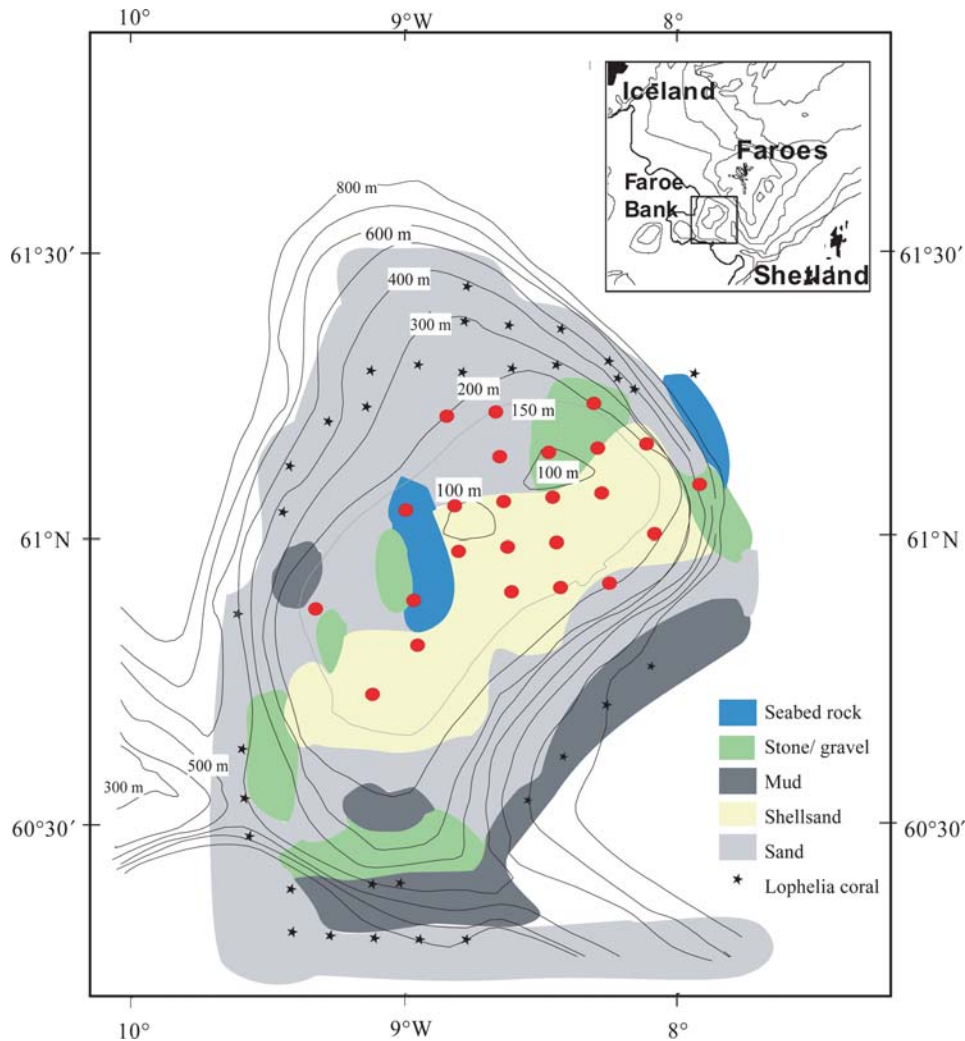 10°
9°W
8°
Iceland
Faroes
Faroe
Bank
Shetland
800 m
600 m
61°30′
61°30′
400 m
300 m
200 m
150 m
100 m
100 m
61°N
61°N
Seabed rock
Stone/ gravel
Mud
Shellsand
Sand
Lophelia coral
500 m
300 m
60°30′
60°30′
10°
9°W
8°